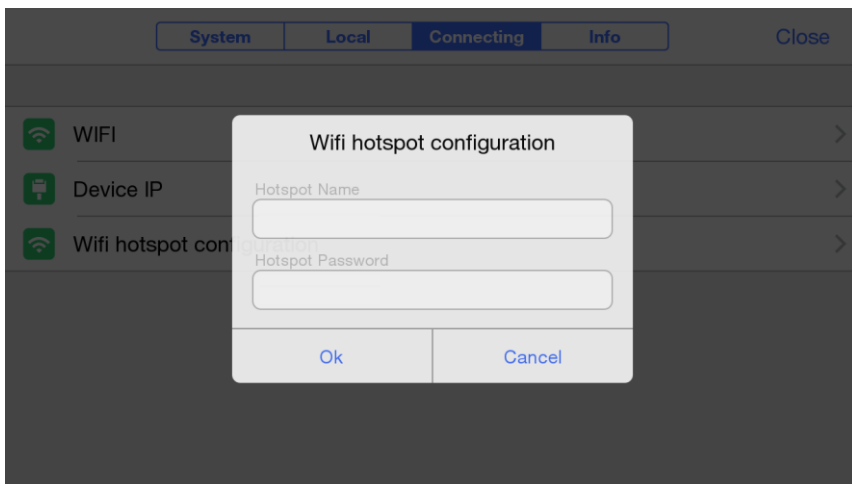 System Local Connecting Info Close
WIFI
Device IP
Wifi hotspot configuration
Wifi hotspot configuration
Hotspot Name
Hotspot Password
Ok Cancel